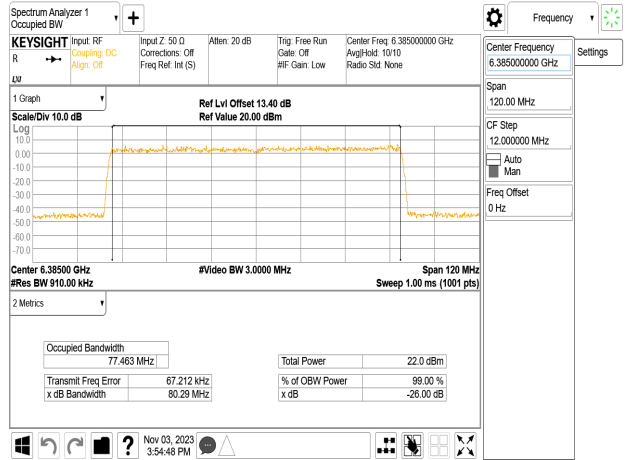 Spectrum Analyzer 1
Occupied BW
Frequency
KEYSIGHT
R
Input: RF
Coupling: DC
Align: Off
Input Z: 50 Ω
Corrections: Off
Freq Ref: Int (S)
Atten: 20 dB
Trig: Free Run
Gate: Off
#IF Gain: Low
Center Freq: 6.385000000 GHz
Avg|Hold: 10/10
Radio Std: None
Center Frequency
6.385000000 GHz
Settings
Span
120.00 MHz
CF Step
12.000000 MHz
Auto
Man
Freq Offset
0 Hz
1 Graph
Scale/Div 10.0 dB
Ref Lvl Offset 13.40 dB
Ref Value 20.00 dBm
Log
10.0
0.00
-10.0
-20.0
-30.0
-40.0
-50.0
-60.0
-70.0
Center 6.38500 GHz
#Video BW 3.0000 MHz
Span 120 MHz
#Res BW 910.00 kHz
Sweep 1.00 ms (1001 pts)
2 Metrics
Occupied Bandwidth
77.463 MHz
Total Power 22.0 dBm
Transmit Freq Error 67.212 kHz
% of OBW Power 99.00 %
x dB Bandwidth 80.29 MHz
x dB -26.00 dB
?
Nov 03, 2023
3:54:48 PM